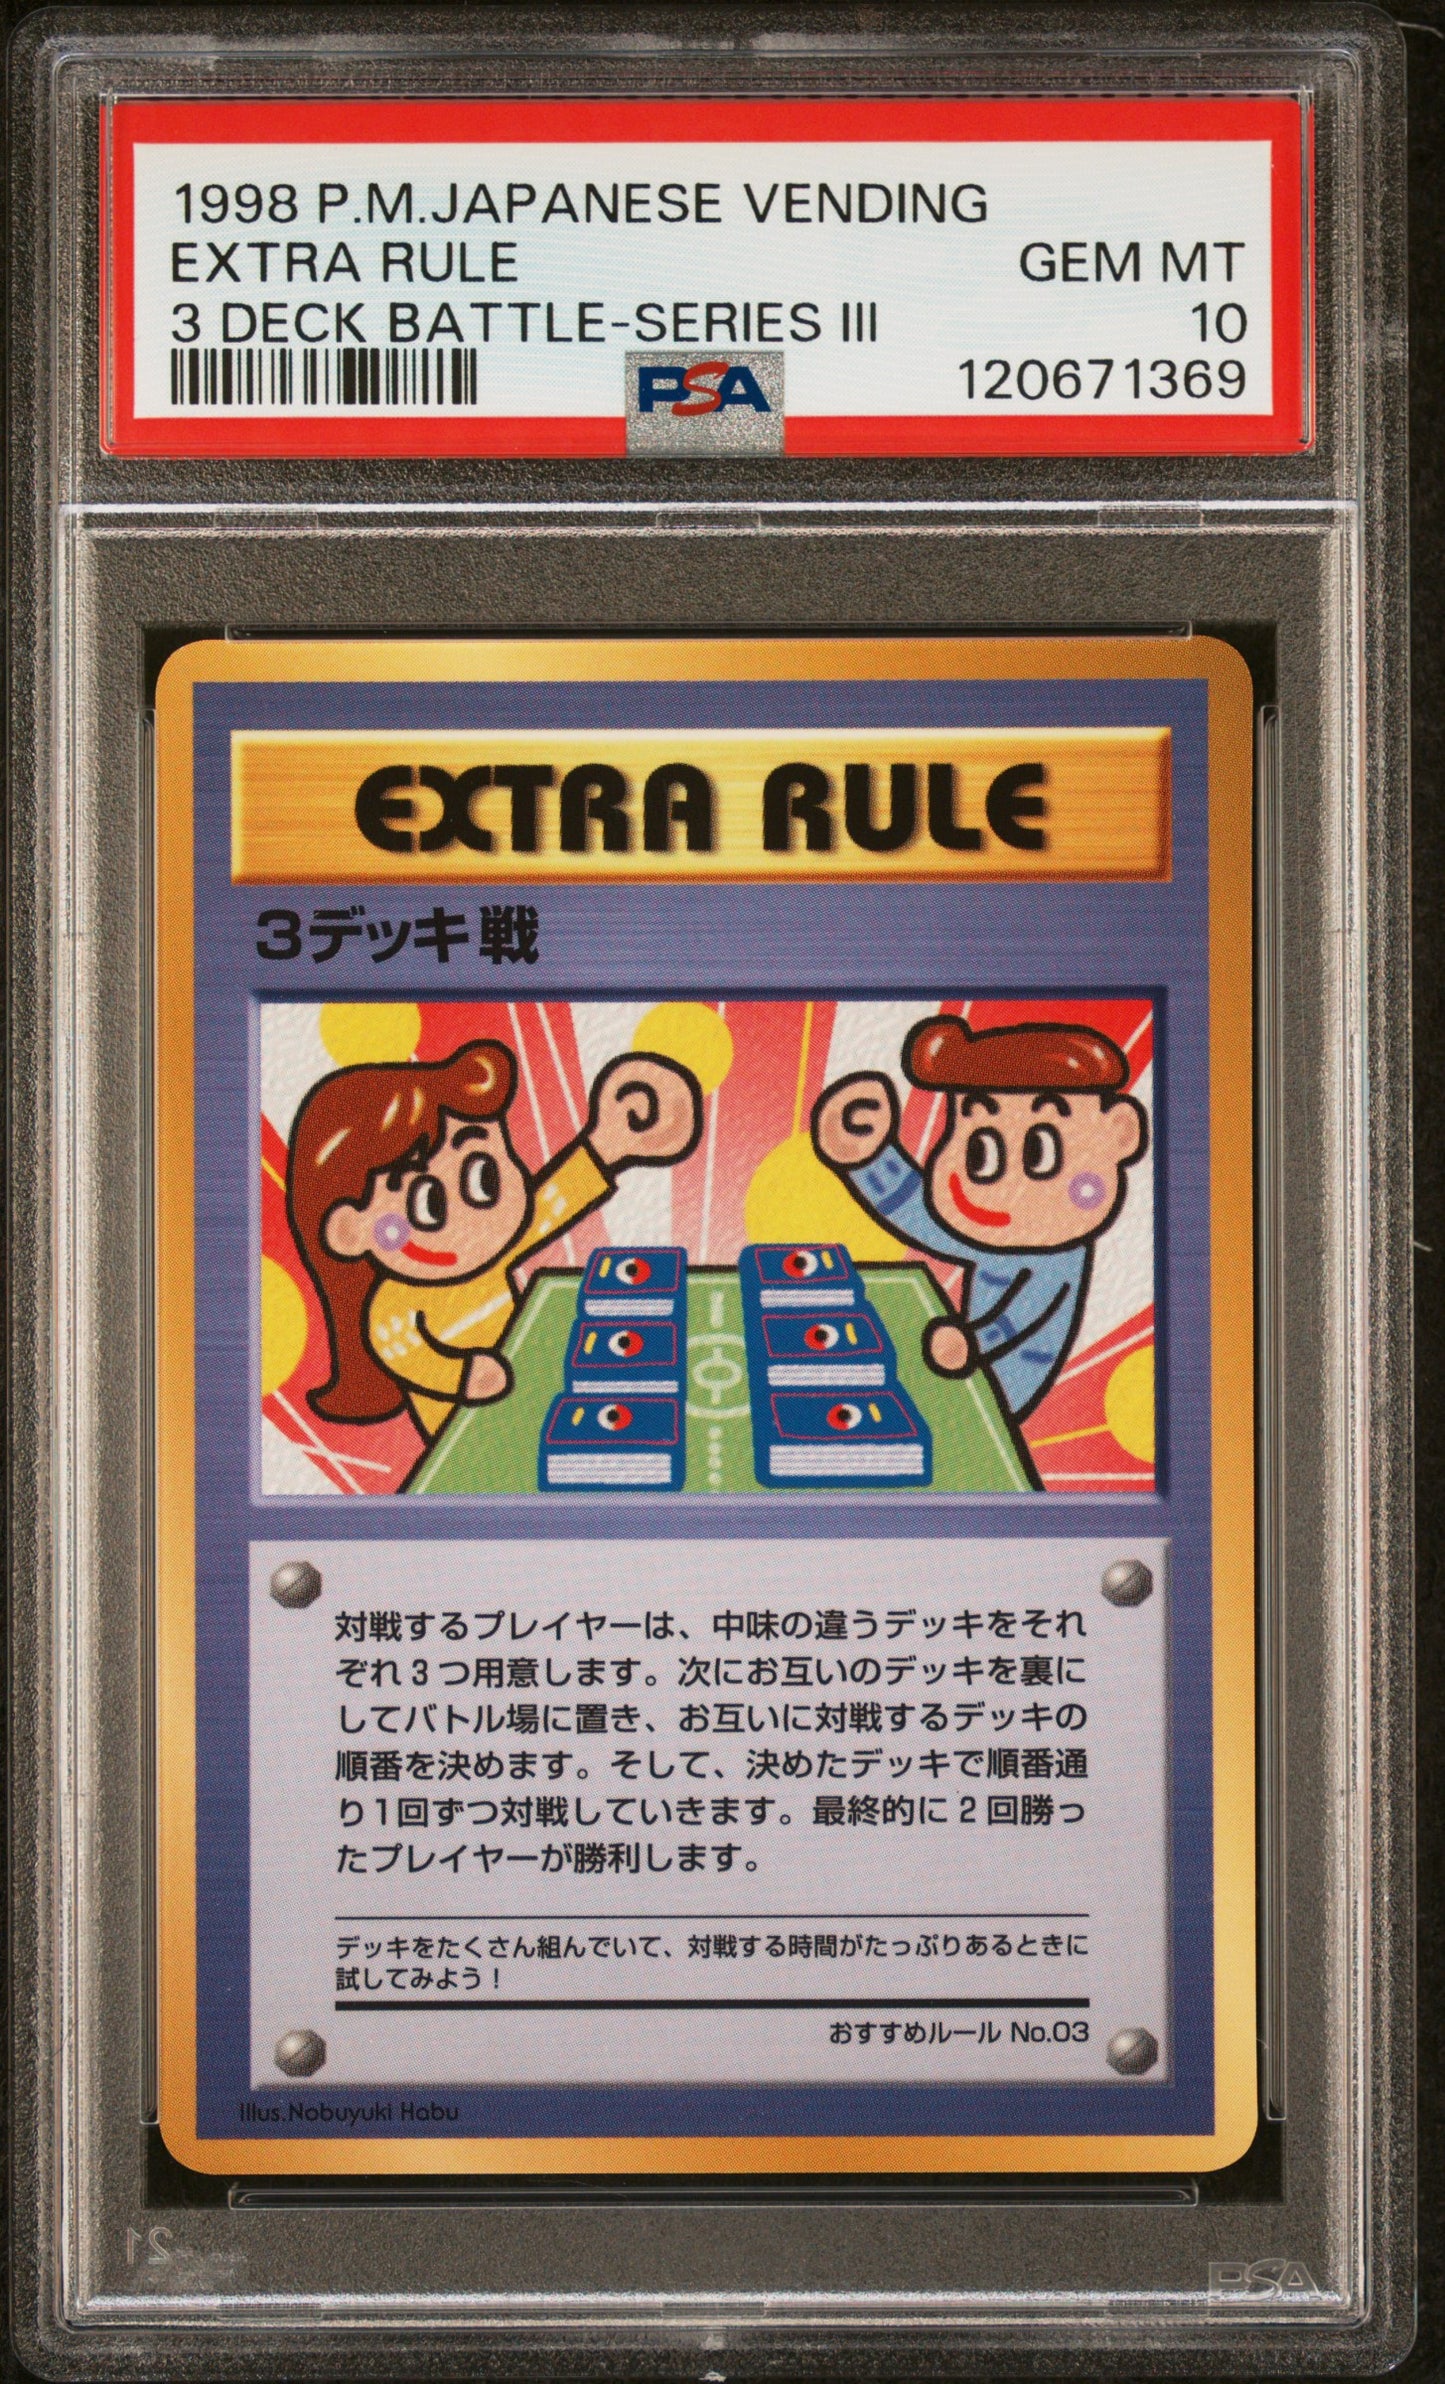 1998 P.M.JAPANESE VENDING
EXTRA RULE GEM MT
3 DECK BATTLE-SERIES III 10
PSA 120671369
EXTRA RULE
3デッキ戦
対戦するプレイヤーは、中味の違うデッキをそれ
ぞれ3つ用意します。次にお互いのデッキを裏に
してバトル場に置き、お互いに対戦するデッキの
順番を決めます。そして、決めたデッキで順番通
り1回ずつ対戦していきます。最終的に2回勝っ
たプレイヤーが勝利します。
デッキをたくさん組んでいて、対戦する時間がたっぷりあるときに
試してみよう！
おすすめルール No.03
Illus.Nobuyuki Habu
21
PSA